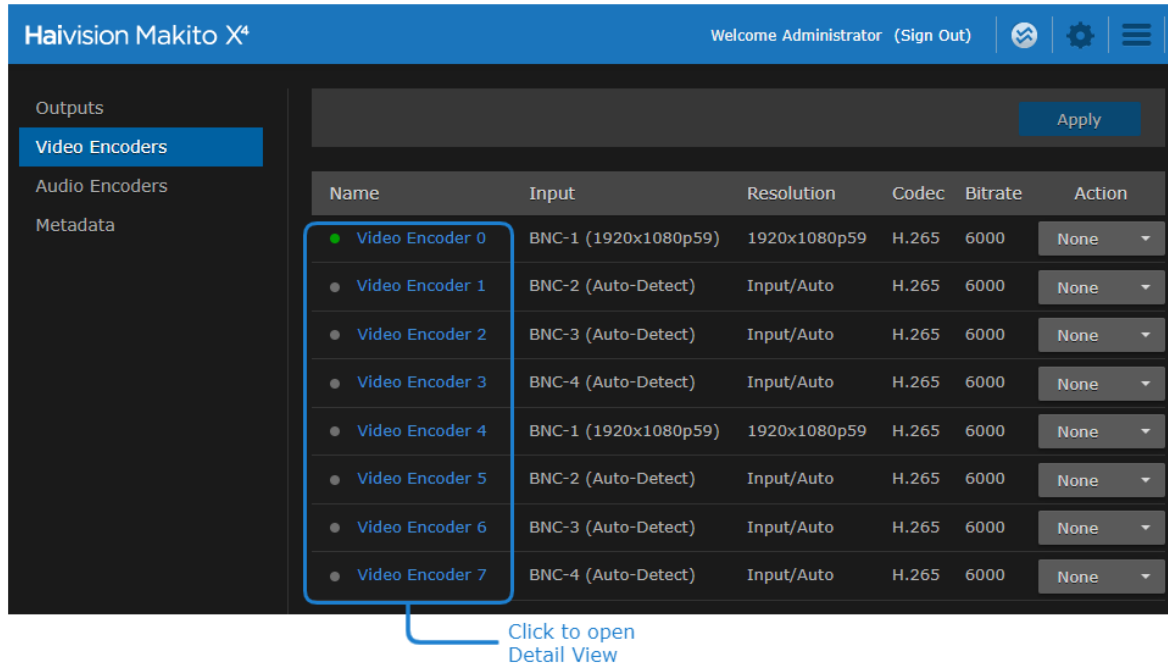 Haivision Makito X⁴
Welcome Administrator (Sign Out)
Outputs
Video Encoders
Audio Encoders
Metadata
Apply
Name Input Resolution Codec Bitrate Action
Video Encoder 0 BNC-1 (1920x1080p59) 1920x1080p59 H.265 6000 None
Video Encoder 1 BNC-2 (Auto-Detect) Input/Auto H.265 6000 None
Video Encoder 2 BNC-3 (Auto-Detect) Input/Auto H.265 6000 None
Video Encoder 3 BNC-4 (Auto-Detect) Input/Auto H.265 6000 None
Video Encoder 4 BNC-1 (1920x1080p59) 1920x1080p59 H.265 6000 None
Video Encoder 5 BNC-2 (Auto-Detect) Input/Auto H.265 6000 None
Video Encoder 6 BNC-3 (Auto-Detect) Input/Auto H.265 6000 None
Video Encoder 7 BNC-4 (Auto-Detect) Input/Auto H.265 6000 None
Click to open
Detail View